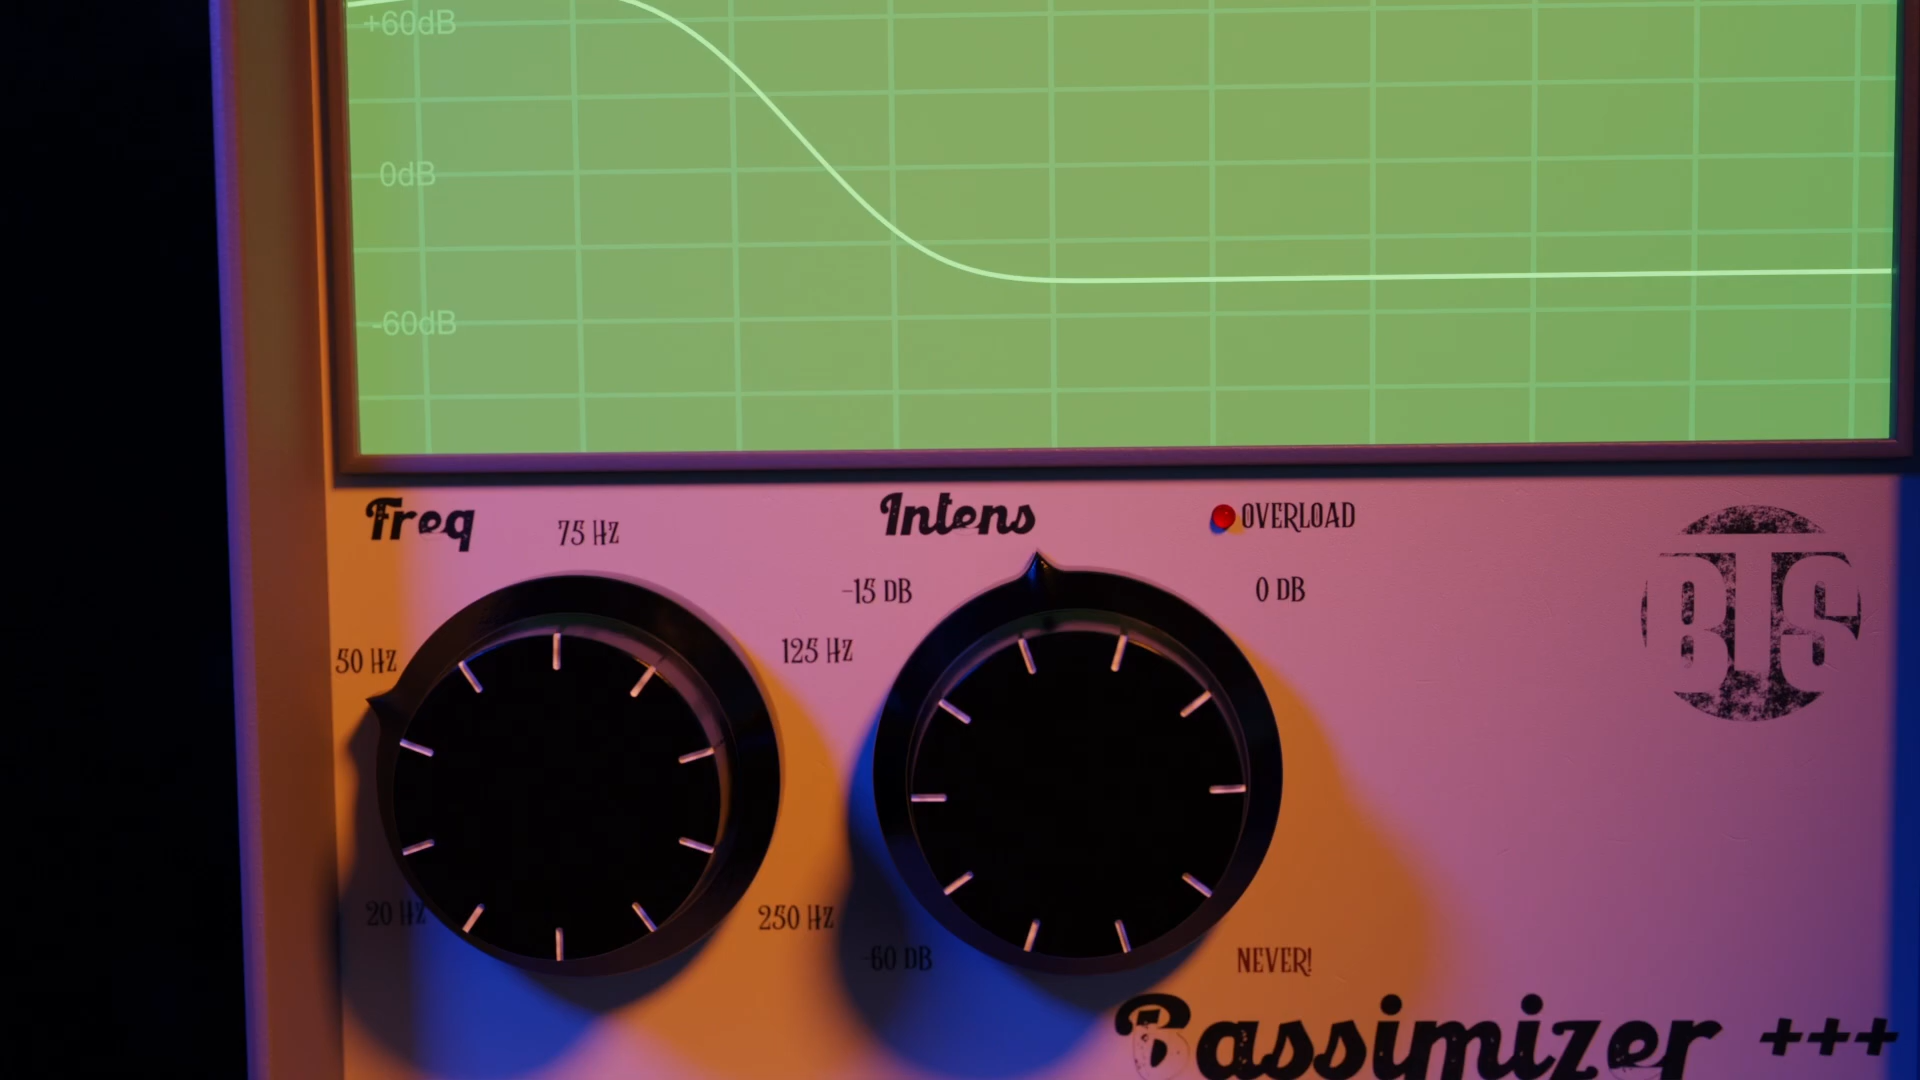 +60dB
0dB
-60dB
Freq
75 Hz
Intens
OVERLOAD
-15 DB
0 DB
BTS
50 Hz
125 Hz
20 Hz
250 Hz
-60 DB
NEVER!
Bassimizer +++